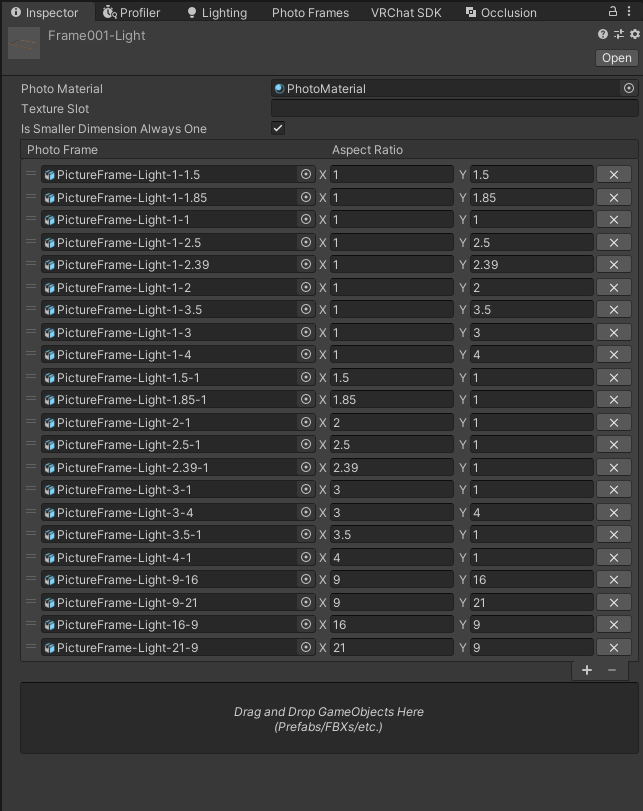 Inspector Profiler Lighting Photo Frames VRChat SDK Occlusion
Frame001-Light
Open
Photo Material PhotoMaterial
Texture Slot
Is Smaller Dimension Always One
Photo Frame Aspect Ratio
PictureFrame-Light-1-1.5 X 1 Y 1.5
PictureFrame-Light-1-1.85 X 1 Y 1.85
PictureFrame-Light-1-1 X 1 Y 1
PictureFrame-Light-1-2.5 X 1 Y 2.5
PictureFrame-Light-1-2.39 X 1 Y 2.39
PictureFrame-Light-1-2 X 1 Y 2
PictureFrame-Light-1-3.5 X 1 Y 3.5
PictureFrame-Light-1-3 X 1 Y 3
PictureFrame-Light-1-4 X 1 Y 4
PictureFrame-Light-1.5-1 X 1.5 Y 1
PictureFrame-Light-1.85-1 X 1.85 Y 1
PictureFrame-Light-2-1 X 2 Y 1
PictureFrame-Light-2.5-1 X 2.5 Y 1
PictureFrame-Light-2.39-1 X 2.39 Y 1
PictureFrame-Light-3-1 X 3 Y 1
PictureFrame-Light-3-4 X 3 Y 4
PictureFrame-Light-3.5-1 X 3.5 Y 1
PictureFrame-Light-4-1 X 4 Y 1
PictureFrame-Light-9-16 X 9 Y 16
PictureFrame-Light-9-21 X 9 Y 21
PictureFrame-Light-16-9 X 16 Y 9
PictureFrame-Light-21-9 X 21 Y 9
Drag and Drop GameObjects Here
(Prefabs/FBXs/etc.)